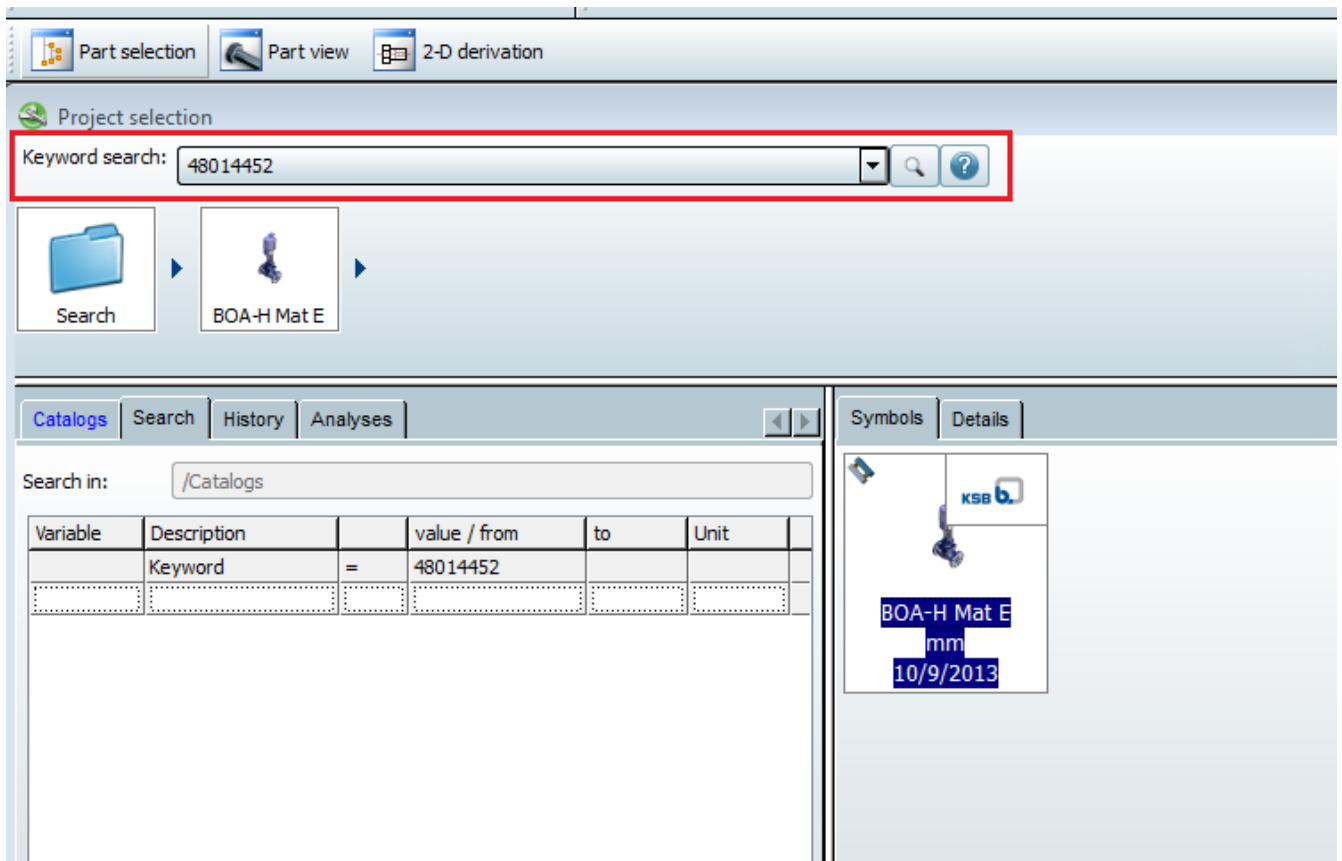 Part selection Part view 2-D derivation
Project selection
Keyword search: 48014452
Search BOA-H Mat E
Catalogs Search History Analyses
Search in: /Catalogs
Variable Description value / from to Unit
Keyword = 48014452
Symbols Details
KSB b.
BOA-H Mat E
mm
10/9/2013